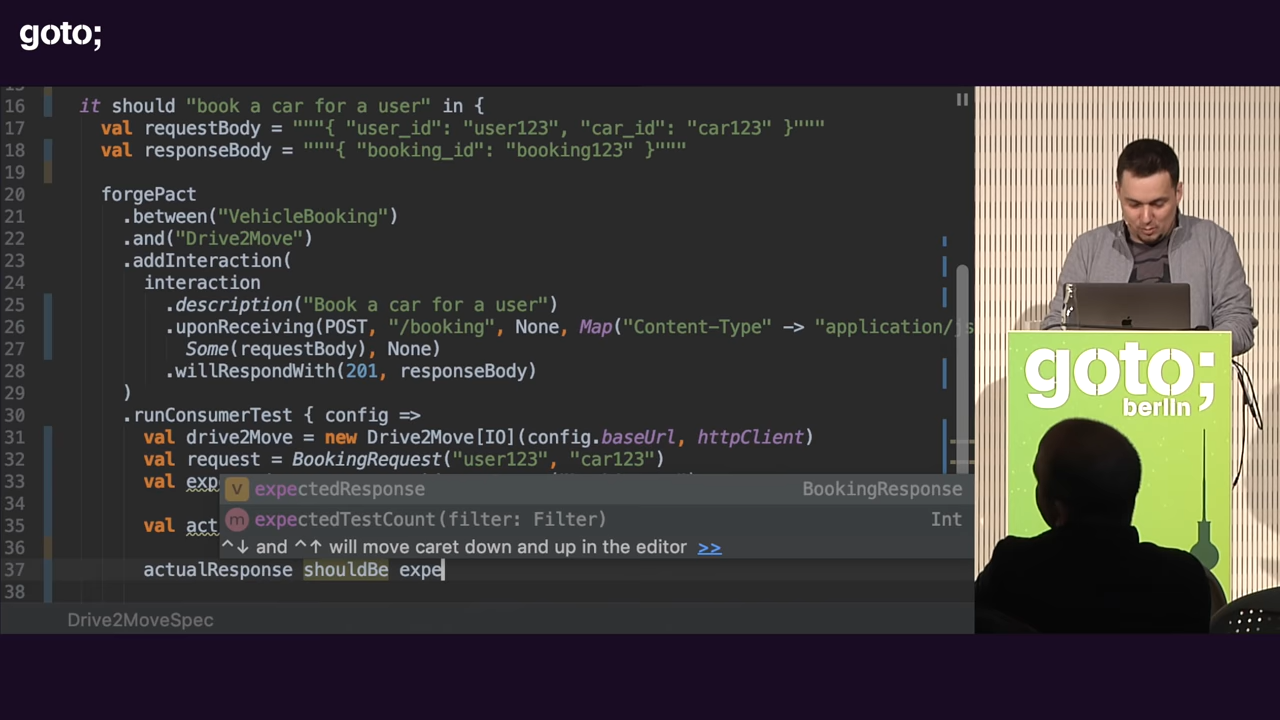 goto;
15
16 it should "book a car for a user" in {
17 val requestBody = """{ "user_id": "user123", "car_id": "car123" }"""
18 val responseBody = """{ "booking_id": "booking123" }"""
19
20 forgePact
21 .between("VehicleBooking")
22 .and("Drive2Move")
23 .addInteraction(
24 interaction
25 .description("Book a car for a user")
26 .uponReceiving(POST, "/booking", None, Map("Content-Type" -> "application/js
27 Some(requestBody), None)
28 .willRespondWith(201, responseBody)
29 )
30 .runConsumerTest { config =>
31 val drive2Move = new Drive2Move[IO](config.baseUrl, httpClient)
32 val request = BookingRequest("user123", "car123")
33 val exp
v expectedResponse BookingResponse
34
m expectedTestCount(filter: Filter) Int
35 val act
^↓ and ^↑ will move caret down and up in the editor >>
36
37 actualResponse shouldBe expe
38
Drive2MoveSpec
goto;
berlin